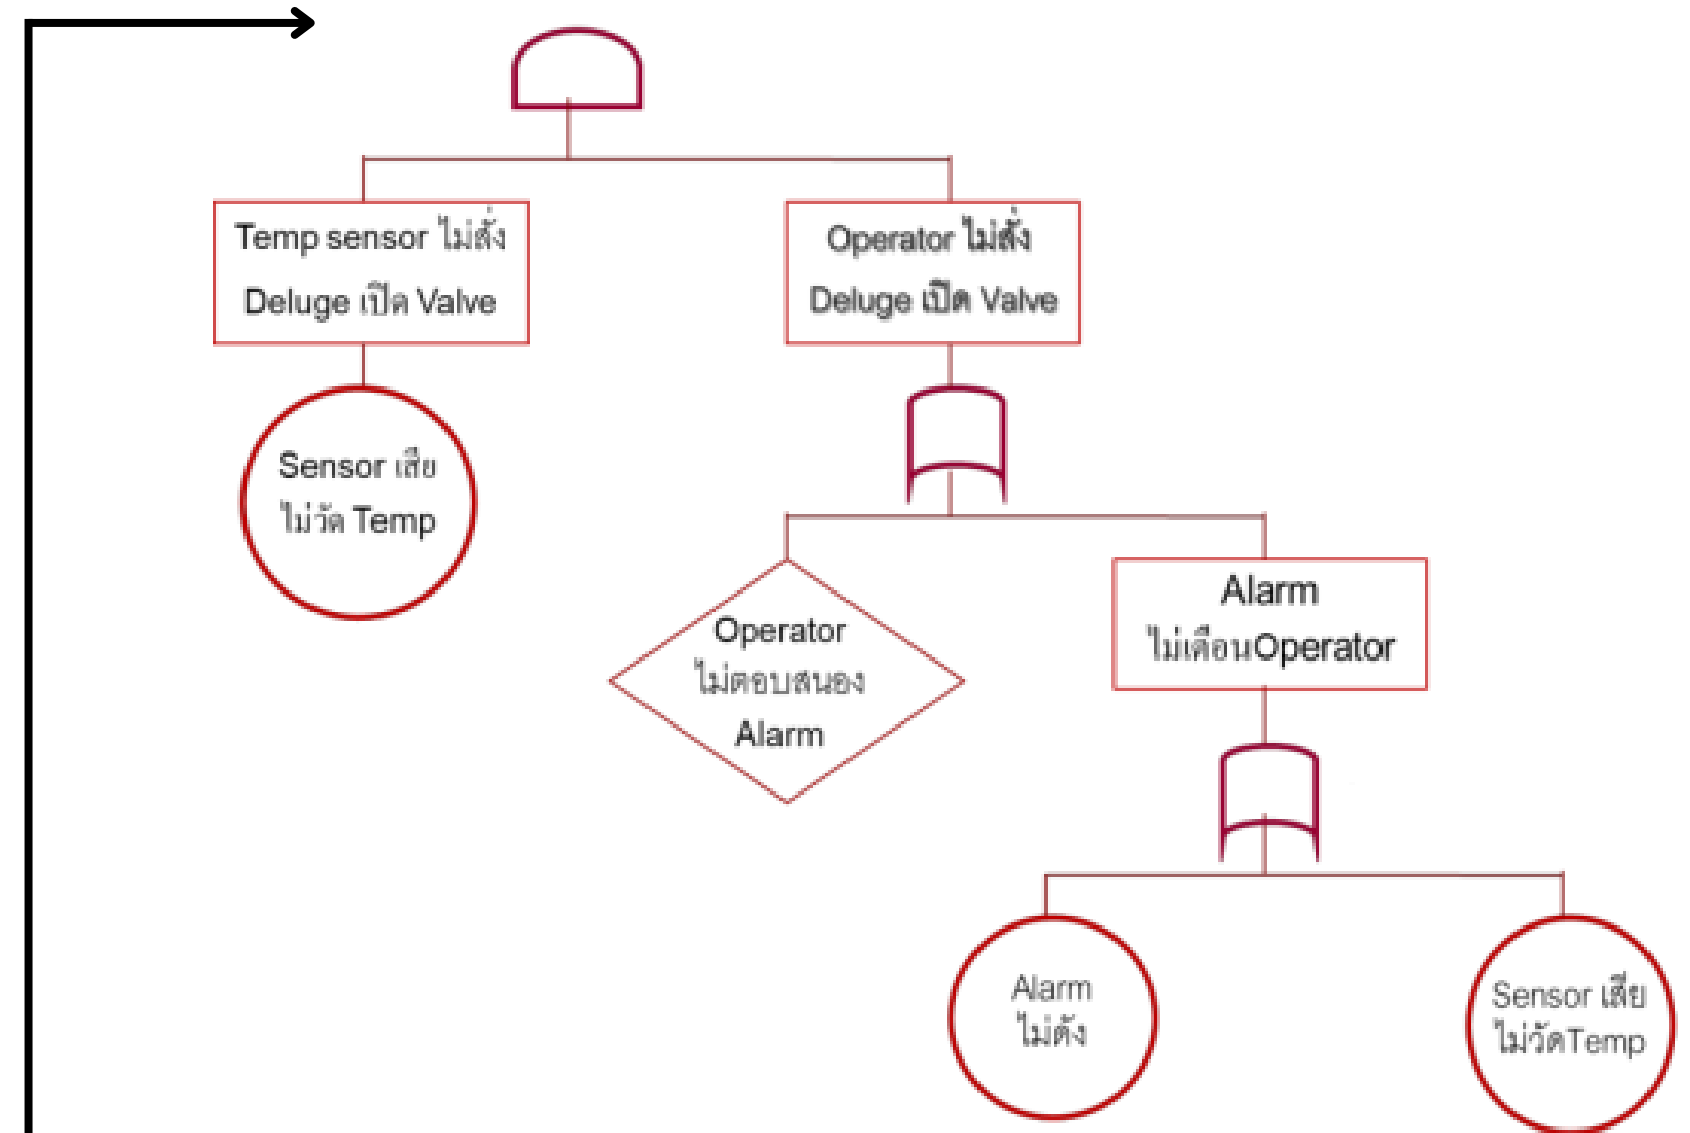 Temp sensor ไม่สั่ง
Deluge เปิด Valve
Operator ไม่สั่ง
Deluge เปิด Valve
Sensor เสีย
ไม่วัด Temp
Operator
ไม่ตอบสนอง
Alarm
Alarm
ไม่เตือนOperator
Alarm
ไม่ดัง
Sensor เสีย
ไม่วัดTemp